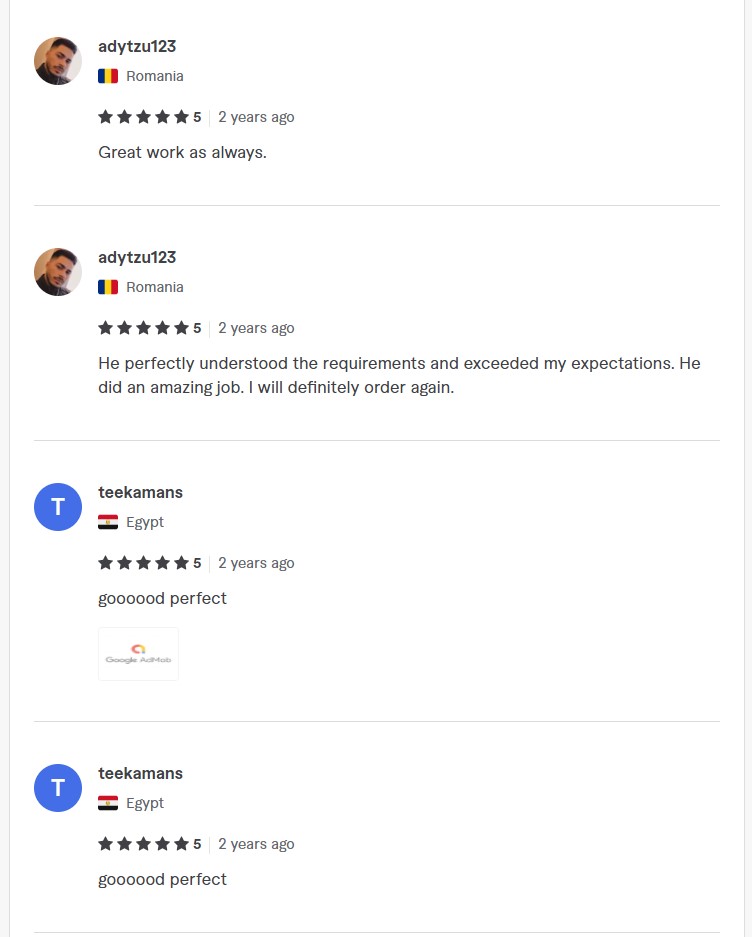 adytzu123
Romania
5 2 years ago
Great work as always.
adytzu123
Romania
5 2 years ago
He perfectly understood the requirements and exceeded my expectations. He
did an amazing job. I will definitely order again.
T
teekamans
Egypt
5 2 years ago
goooood perfect
Google AdMob
T
teekamans
Egypt
5 2 years ago
goooood perfect